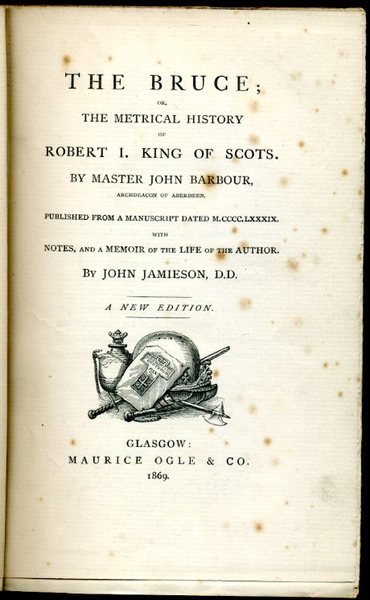 THE BRUCE;
OR,
THE METRICAL HISTORY
OF
ROBERT I. KING OF SCOTS.
BY MASTER JOHN BARBOUR,
ARCHDEACON OF ABERDEEN.
PUBLISHED FROM A MANUSCRIPT DATED M.CCCC.LXXXIX.
WITH
NOTES, AND A MEMOIR OF THE LIFE OF THE AUTHOR.
BY JOHN JAMIESON, D.D.
A NEW EDITION.
GLASGOW:
MAURICE OGLE & CO.
1869.